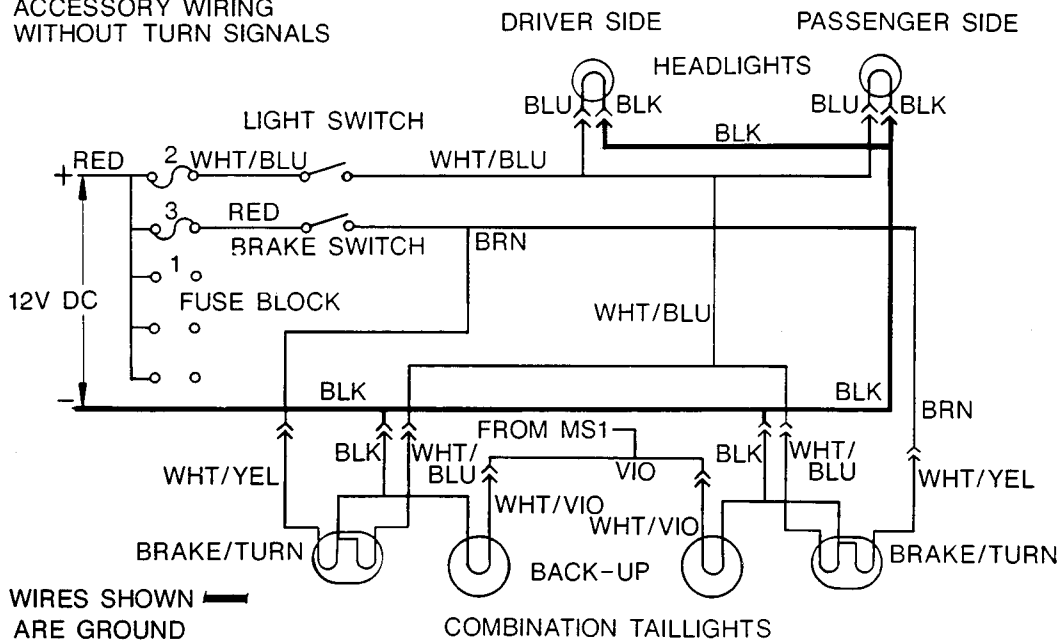 ACCESSORY WIRING
WITHOUT TURN SIGNALS
DRIVER SIDE
PASSENGER SIDE
HEADLIGHTS
BLU
BLK
BLU
BLK
LIGHT SWITCH
BLK
+
RED
2
WHT/BLU
WHT/BLU
3
RED
BRAKE SWITCH
BRN
1
12V DC
FUSE BLOCK
WHT/BLU
-
BLK
BLK
BRN
FROM MS1
WHT/YEL
BLK
WHT/
BLU
VIO
BLK
WHT/
BLU
WHT/YEL
WHT/VIO
WHT/VIO
BRAKE/TURN
BACK-UP
BRAKE/TURN
WIRES SHOWN
ARE GROUND
COMBINATION TAILLIGHTS